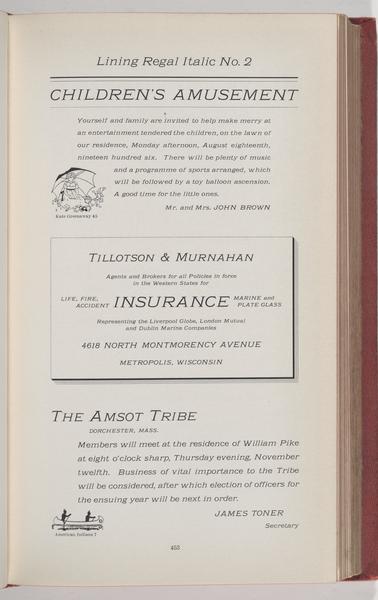 Lining Regal Italic No. 2
CHILDREN'S AMUSEMENT
Yourself and family are invited to help make merry at
an entertainment tendered the children, on the lawn of
our residence, Monday afternoon, August eighteenth,
nineteen hundred six. There will be plenty of music
and a programme of sports arranged, which
will be followed by a toy balloon ascension.
A good time for the little ones.
Kate Greenaway 45
Mr. and Mrs. JOHN BROWN
TILLOTSON & MURNAHAN
Agents and Brokers for all Policies in force
in the Western States for
LIFE, FIRE,
ACCIDENT
INSURANCE
MARINE and
PLATE GLASS
Representing the Liverpool Globe, London Mutual
and Dublin Marine Companies
4618 NORTH MONTMORENCY AVENUE
METROPOLIS, WISCONSIN
THE AMSOT TRIBE
DORCHESTER, MASS.
Members will meet at the residence of William Pike
at eight o'clock sharp, Thursday evening, November
twelfth. Business of vital importance to the Tribe
will be considered, after which election of officers for
the ensuing year will be next in order.
JAMES TONER
Secretary
American Indians 7
453